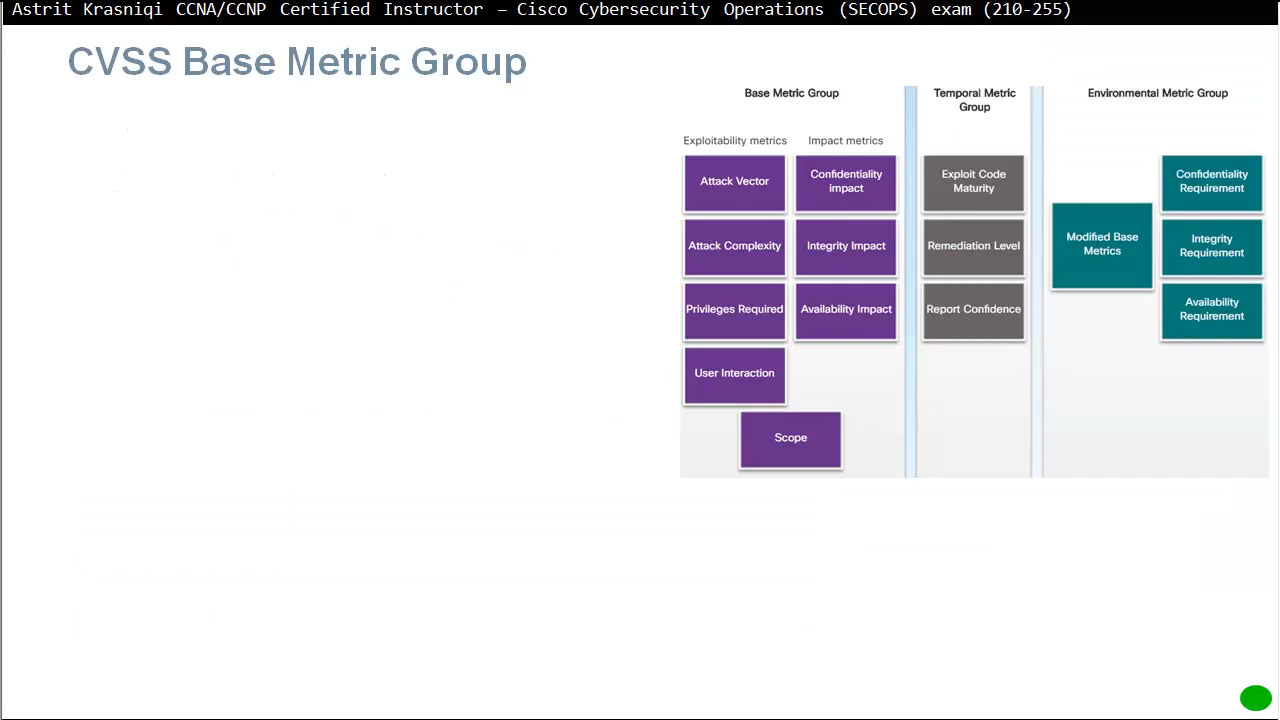 Astrit Krasniqi CCNA/CCNP Certified Instructor – Cisco Cybersecurity Operations (SECOPS) exam (210-255)
CVSS Base Metric Group
Base Metric Group
Exploitability metrics
Impact metrics
Attack Vector
Confidentiality
impact
Attack Complexity
Integrity Impact
Privileges Required
Availability Impact
User Interaction
Scope
Temporal Metric
Group
Exploit Code
Maturity
Remediation Level
Report Confidence
Environmental Metric Group
Modified Base
Metrics
Confidentiality
Requirement
Integrity
Requirement
Availability
Requirement